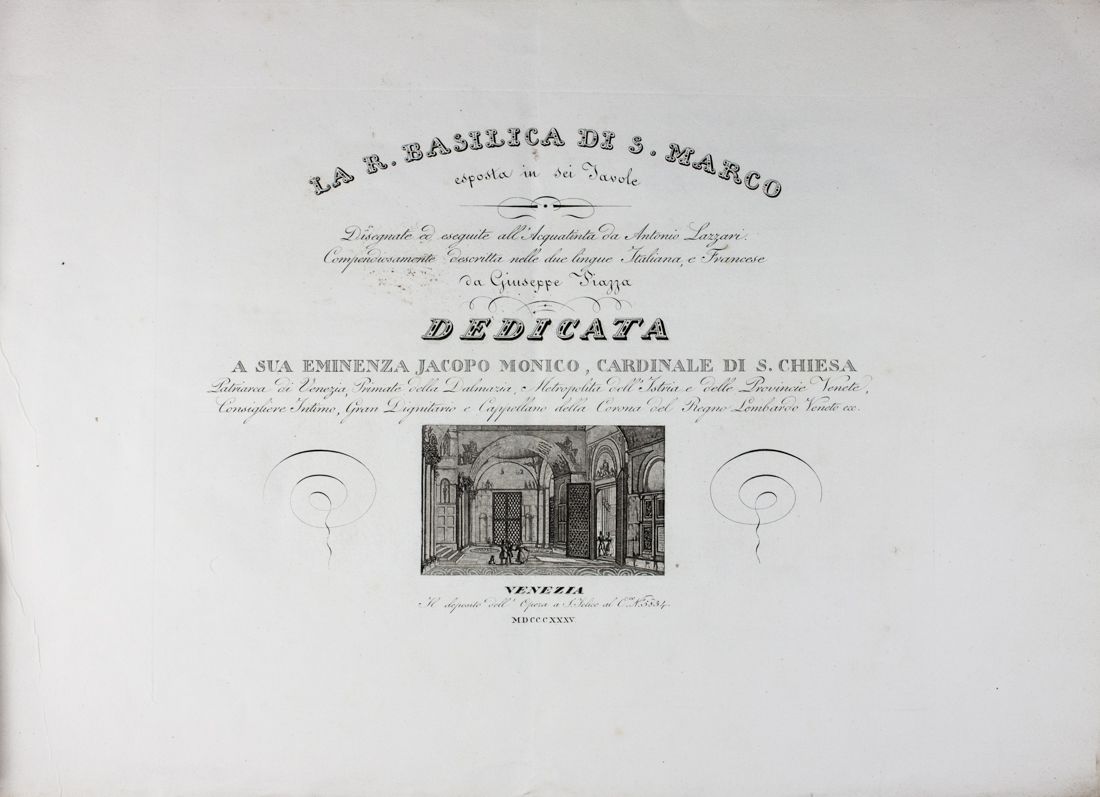 LA R. BASILICA DI S. MARCO
esposta in sei Tavole
Disegnate ed eseguite all'Acquatinta da Antonio Lazzari.
Compendiosamente descritta nelle due lingue Italiana, e Francese
da Giuseppe Piazza
DEDICATA
A SUA EMINENZA JACOPO MONICO, CARDINALE DI S. CHIESA
Patriarca di Venezia, Primate della Dalmazia, Metropolita dell'Istria e delle Provincie Venete,
Consigliere Intimo, Gran Dignitario e Cappellano della Corona del Regno Lombardo Veneto ecc.
VENEZIA
Il deposito dell'Opera a S. Felice al C.^o N.^o 3554.
MDCCCXXXV